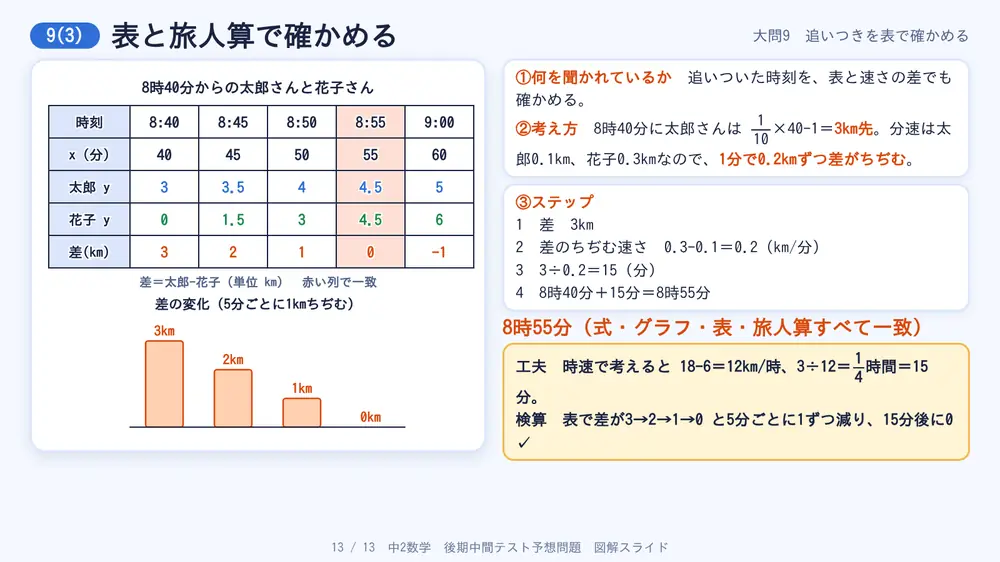 9(3) 表と旅人算で確かめる
大問9　追いつきを表で確かめる
8時40分からの太郎さんと花子さん
時刻 8:40 8:45 8:50 8:55 9:00
x（分） 40 45 50 55 60
太郎 y 3 3.5 4 4.5 5
花子 y 0 1.5 3 4.5 6
差(km) 3 2 1 0 -1
差＝太郎-花子（単位 km）　赤い列で一致
差の変化（5分ごとに1kmちぢむ）
3km
2km
1km
0km
①何を聞かれているか　追いついた時刻を、表と速さの差でも
確かめる。
②考え方　8時40分に太郎さんは 1/10×40-1＝3km先。分速は太
郎0.1km、花子0.3kmなので、1分で0.2kmずつ差がちぢむ。
③ステップ
1　差　3km
2　差のちぢむ速さ　0.3-0.1＝0.2（km/分）
3　3÷0.2＝15（分）
4　8時40分＋15分＝8時55分
8時55分（式・グラフ・表・旅人算すべて一致）
工夫　時速で考えると 18-6＝12km/時、3÷12＝1/4時間＝15
分。
検算　表で差が3→2→1→0 と5分ごとに1ずつ減り、15分後に0
✓
13 / 13　中2数学　後期中間テスト予想問題　図解スライド